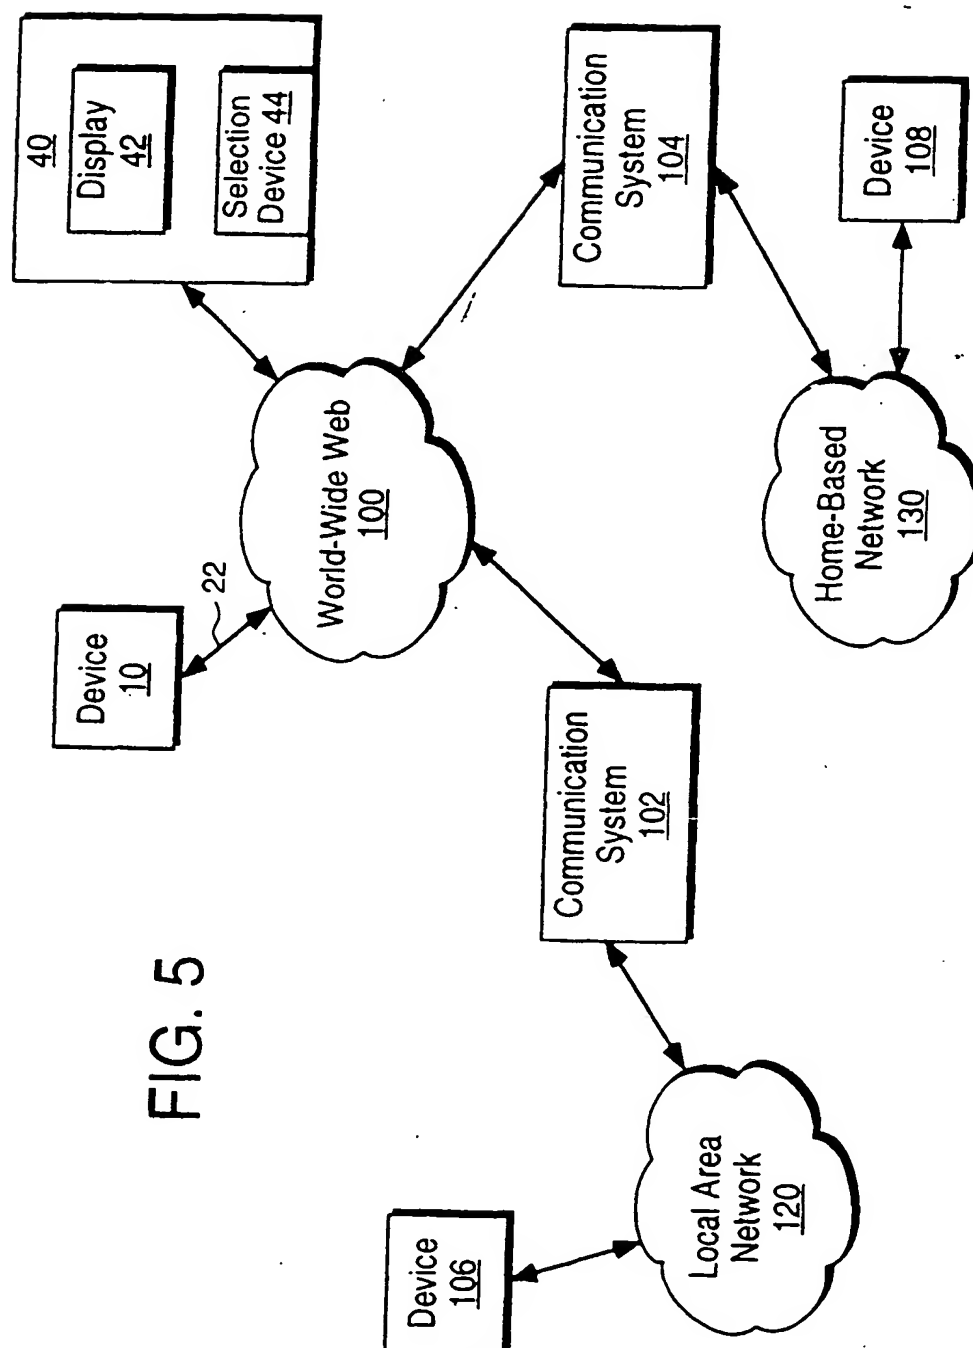 FIG. 5
Device
106
Local Area
Network
120
Communication
System
102
Device
10
22
World-Wide Web
100
40
Display
42
Selection
Device 44
Communication
System
104
Home-Based
Network
130
Device
108